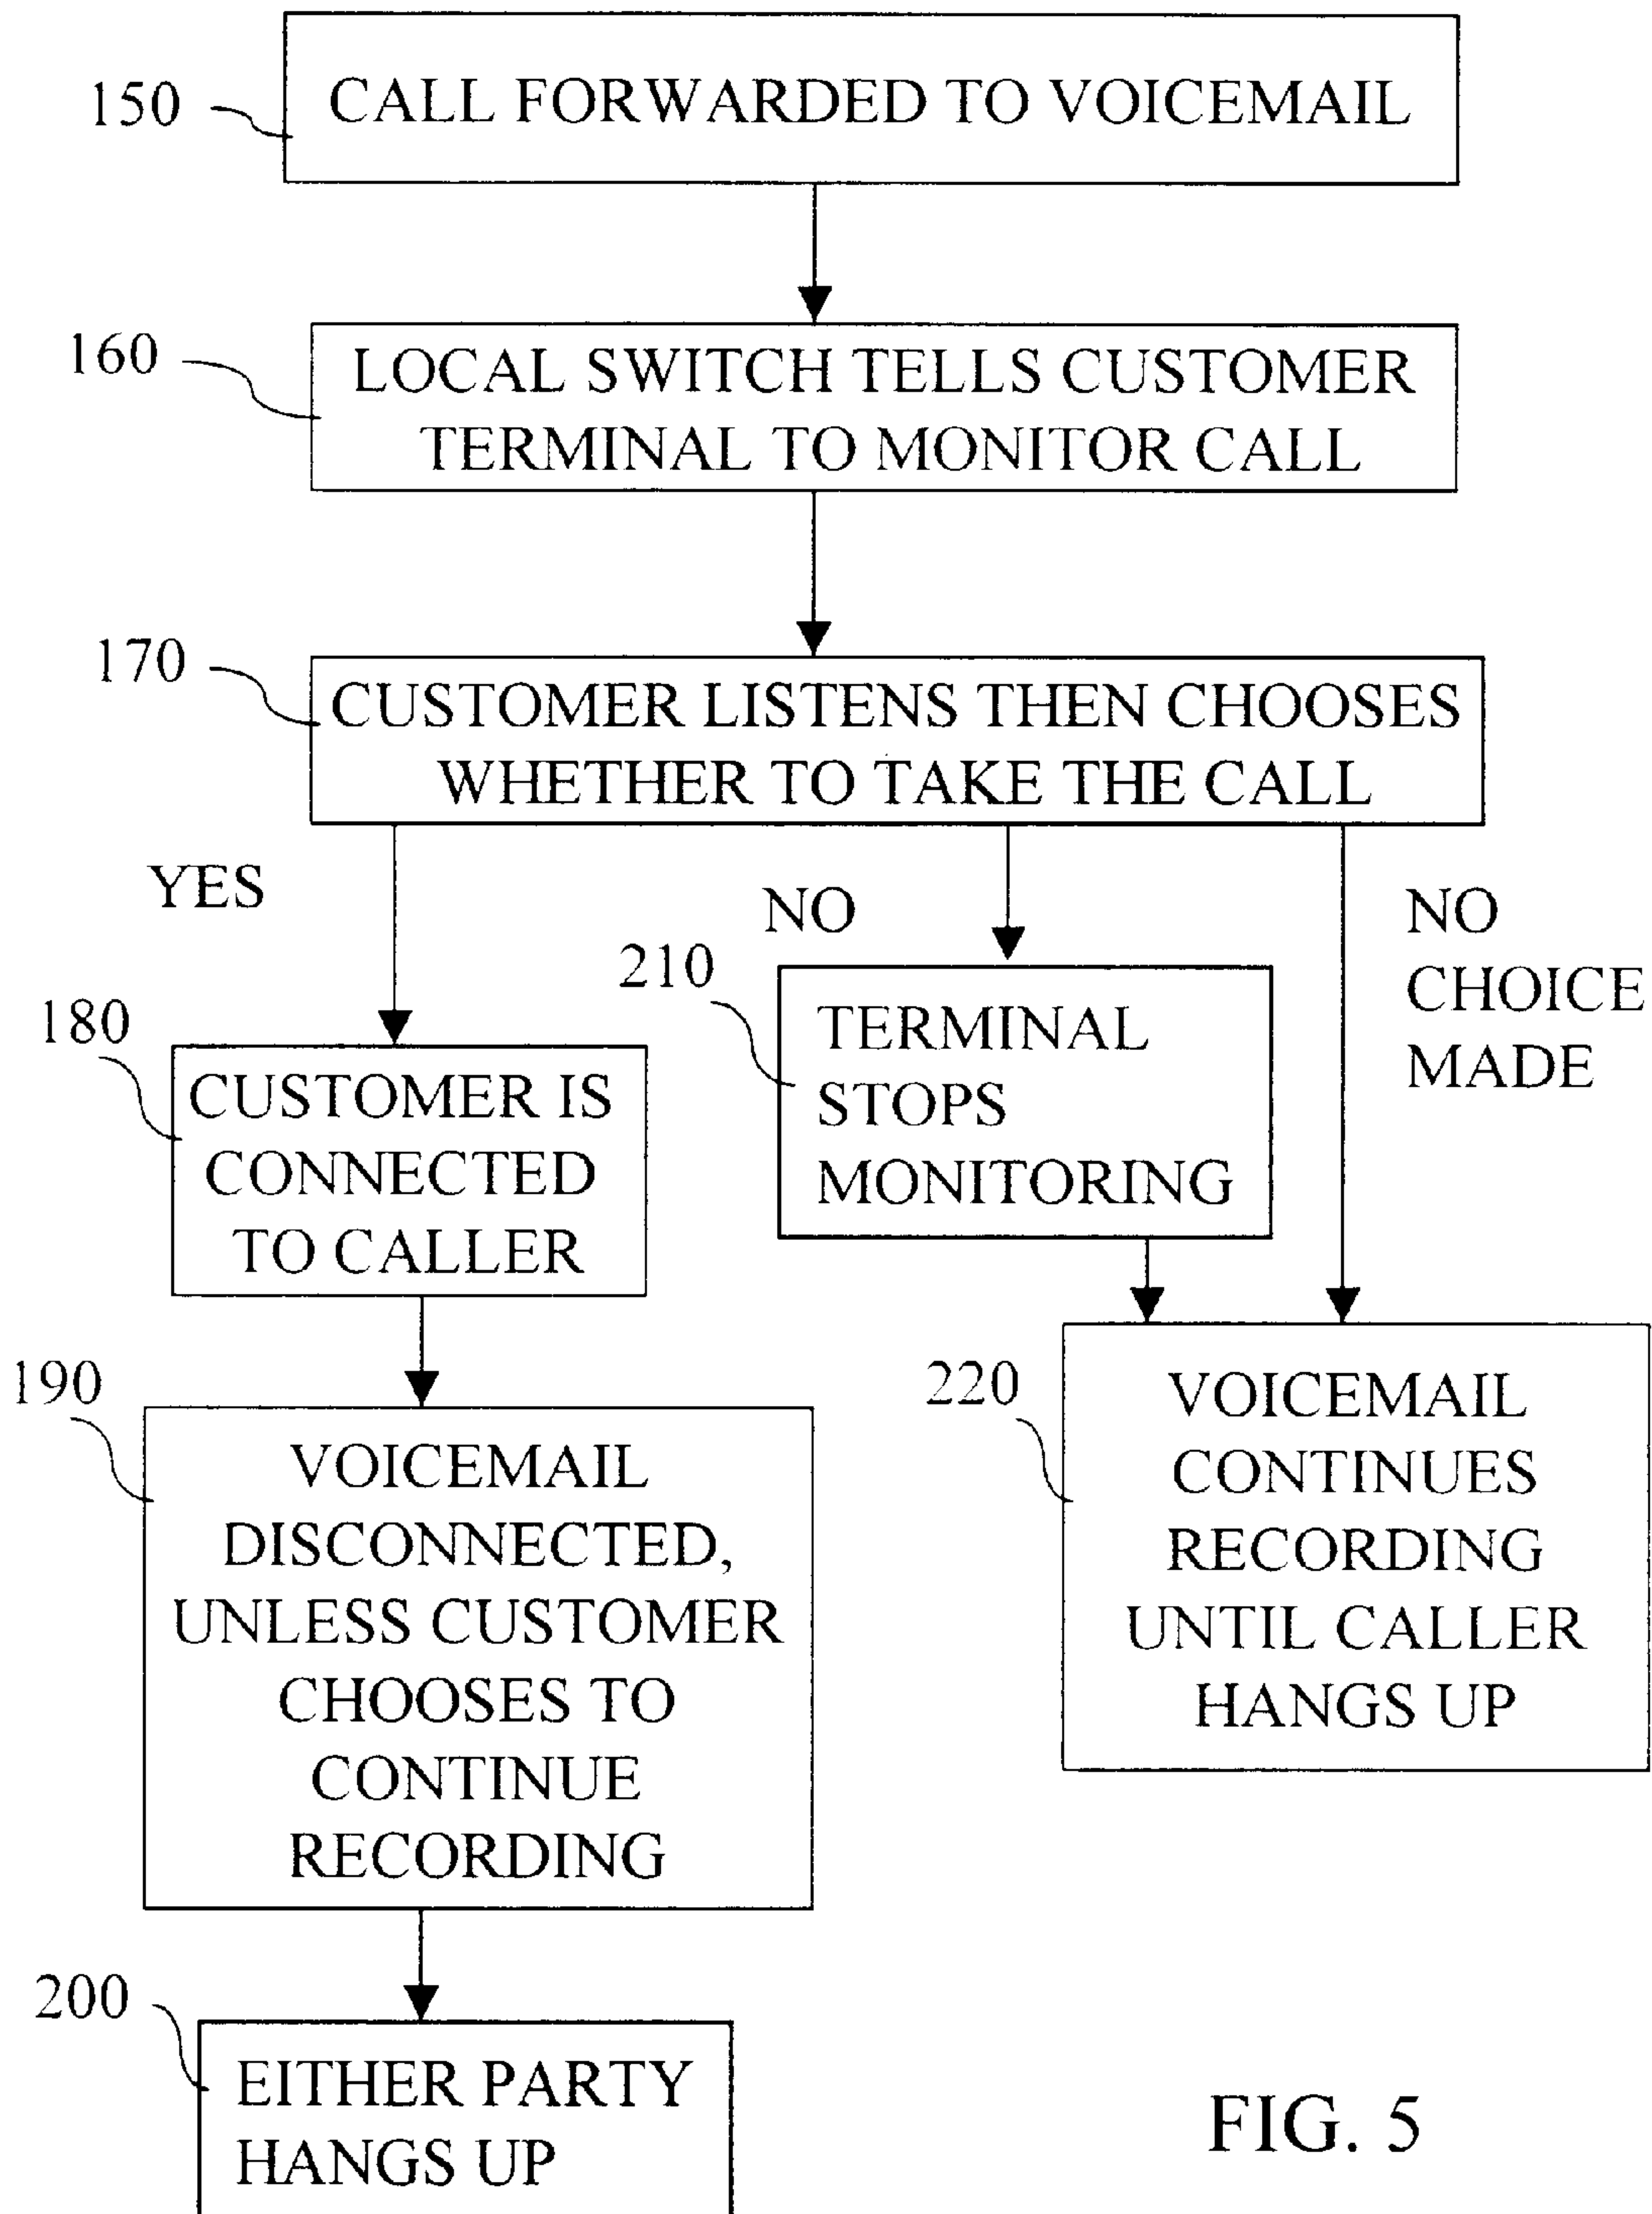 150
CALL FORWARDED TO VOICEMAIL
160
LOCAL SWITCH TELLS CUSTOMER
TERMINAL TO MONITOR CALL
170
CUSTOMER LISTENS THEN CHOOSES
WHETHER TO TAKE THE CALL
YES
NO
NO
CHOICE
MADE
180
CUSTOMER IS
CONNECTED
TO CALLER
210
TERMINAL
STOPS
MONITORING
190
VOICEMAIL
DISCONNECTED,
UNLESS CUSTOMER
CHOOSES TO
CONTINUE
RECORDING
220
VOICEMAIL
CONTINUES
RECORDING
UNTIL CALLER
HANGS UP
200
EITHER PARTY
HANGS UP
FIG. 5